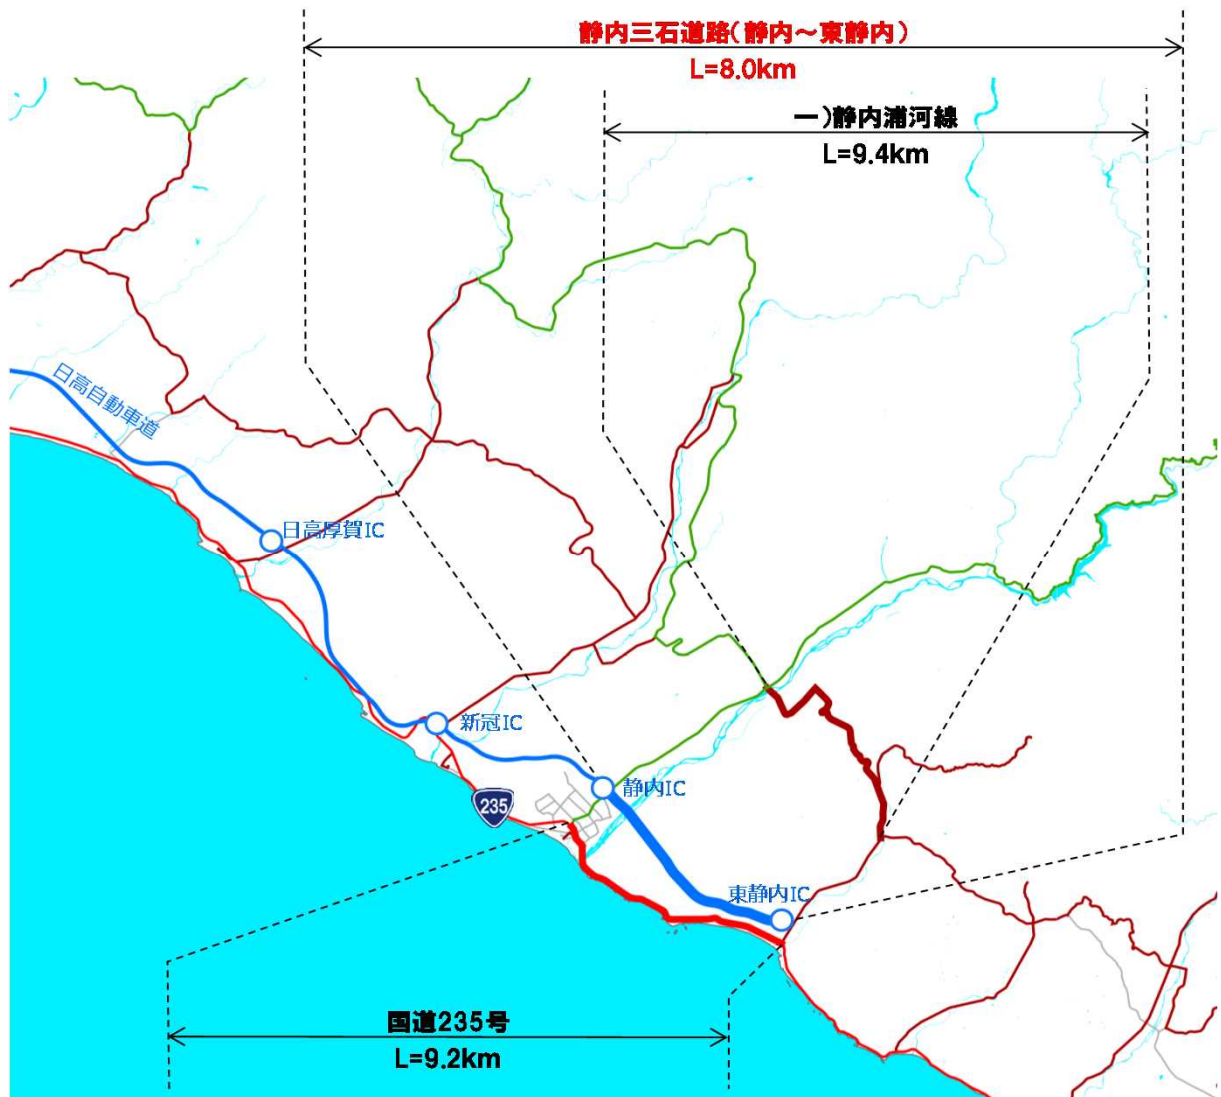 静内三石道路(静内～東静内)
L=8.0km
一)静内浦河線
L=9.4km
日高自動車道
日高厚賀IC
新冠IC
静内IC
235
東静内IC
国道235号
L=9.2km